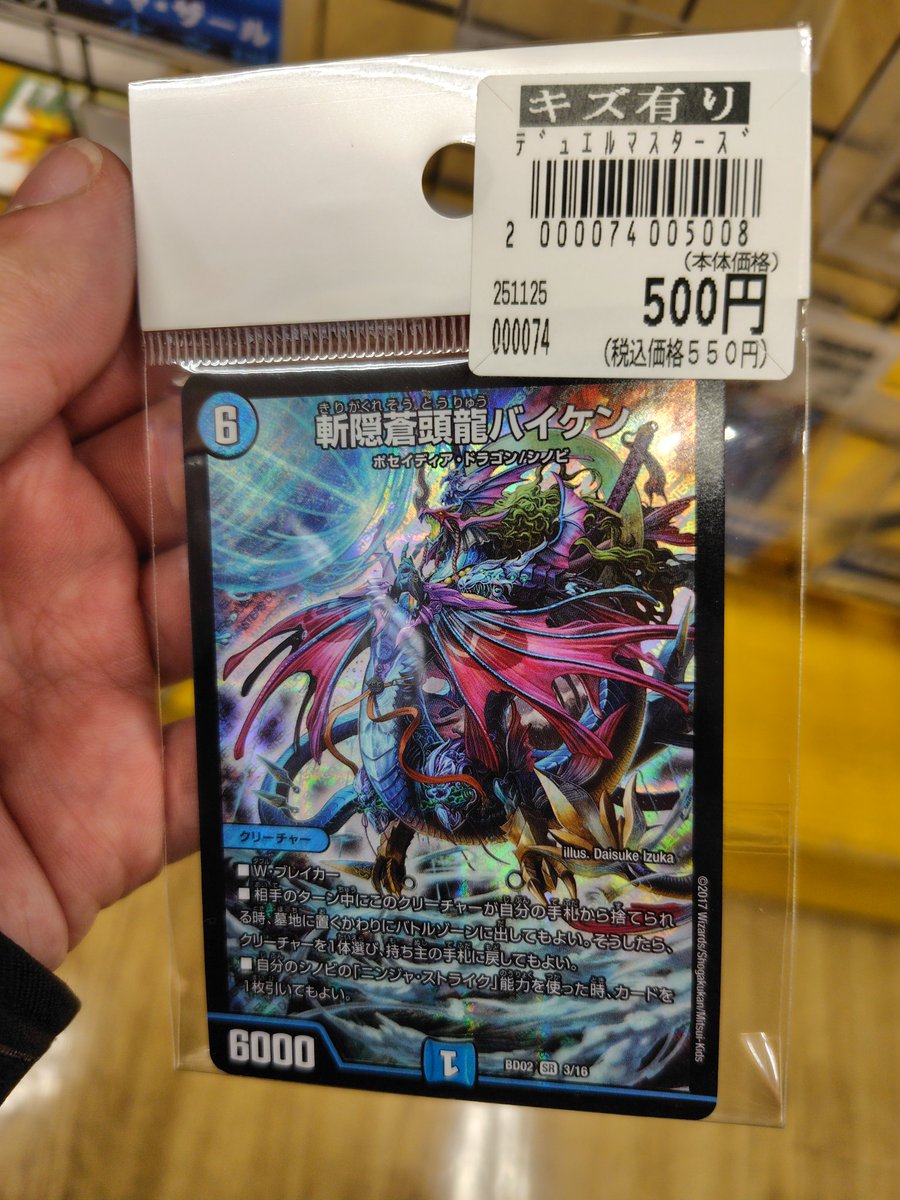 ャ・ザール
キズ有り
デュエルマスターズ
2 000074 005008
(本体価格)
251125
500円
000074
(税込価格550円)
6
きりがくれそうとうりゅう
斬隠蒼頭龍バイケン
ポセイディア・ドラゴン/シノビ
クリーチャー
illus. Daisuke Izuka
■W・ブレイカー
■相手のターン中にこのクリーチャーが自分の手札から捨てられ
る時、墓地に置くかわりにバトルゾーンに出してもよい。そうしたら、
クリーチャーを1体選び、持ち主の手札に戻してもよい。
■自分のシノビの「ニンジャ・ストライク」能力を使った時、カードを
1枚引いてもよい。
©2017 Wizards/Shogakukan/Mitsui-Kids
6000
1
BD02 SR 3/16